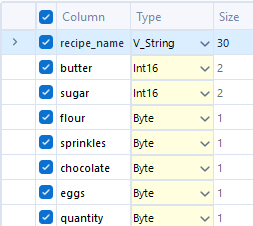 Column Type Size
recipe_name V_String 30
butter Int16 2
sugar Int16 2
flour Byte 1
sprinkles Byte 1
chocolate Byte 1
eggs Byte 1
quantity Byte 1